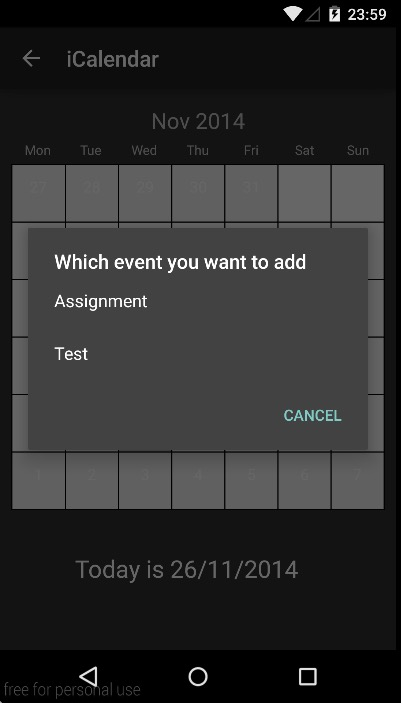 23:59
iCalendar
Nov 2014
Mon Tue Wed Thu Fri Sat Sun
27 28 29 30 31
Which event you want to add
Assignment
Test
CANCEL
1 2 3 4 5 6 7
Today is 26/11/2014
free for personal use